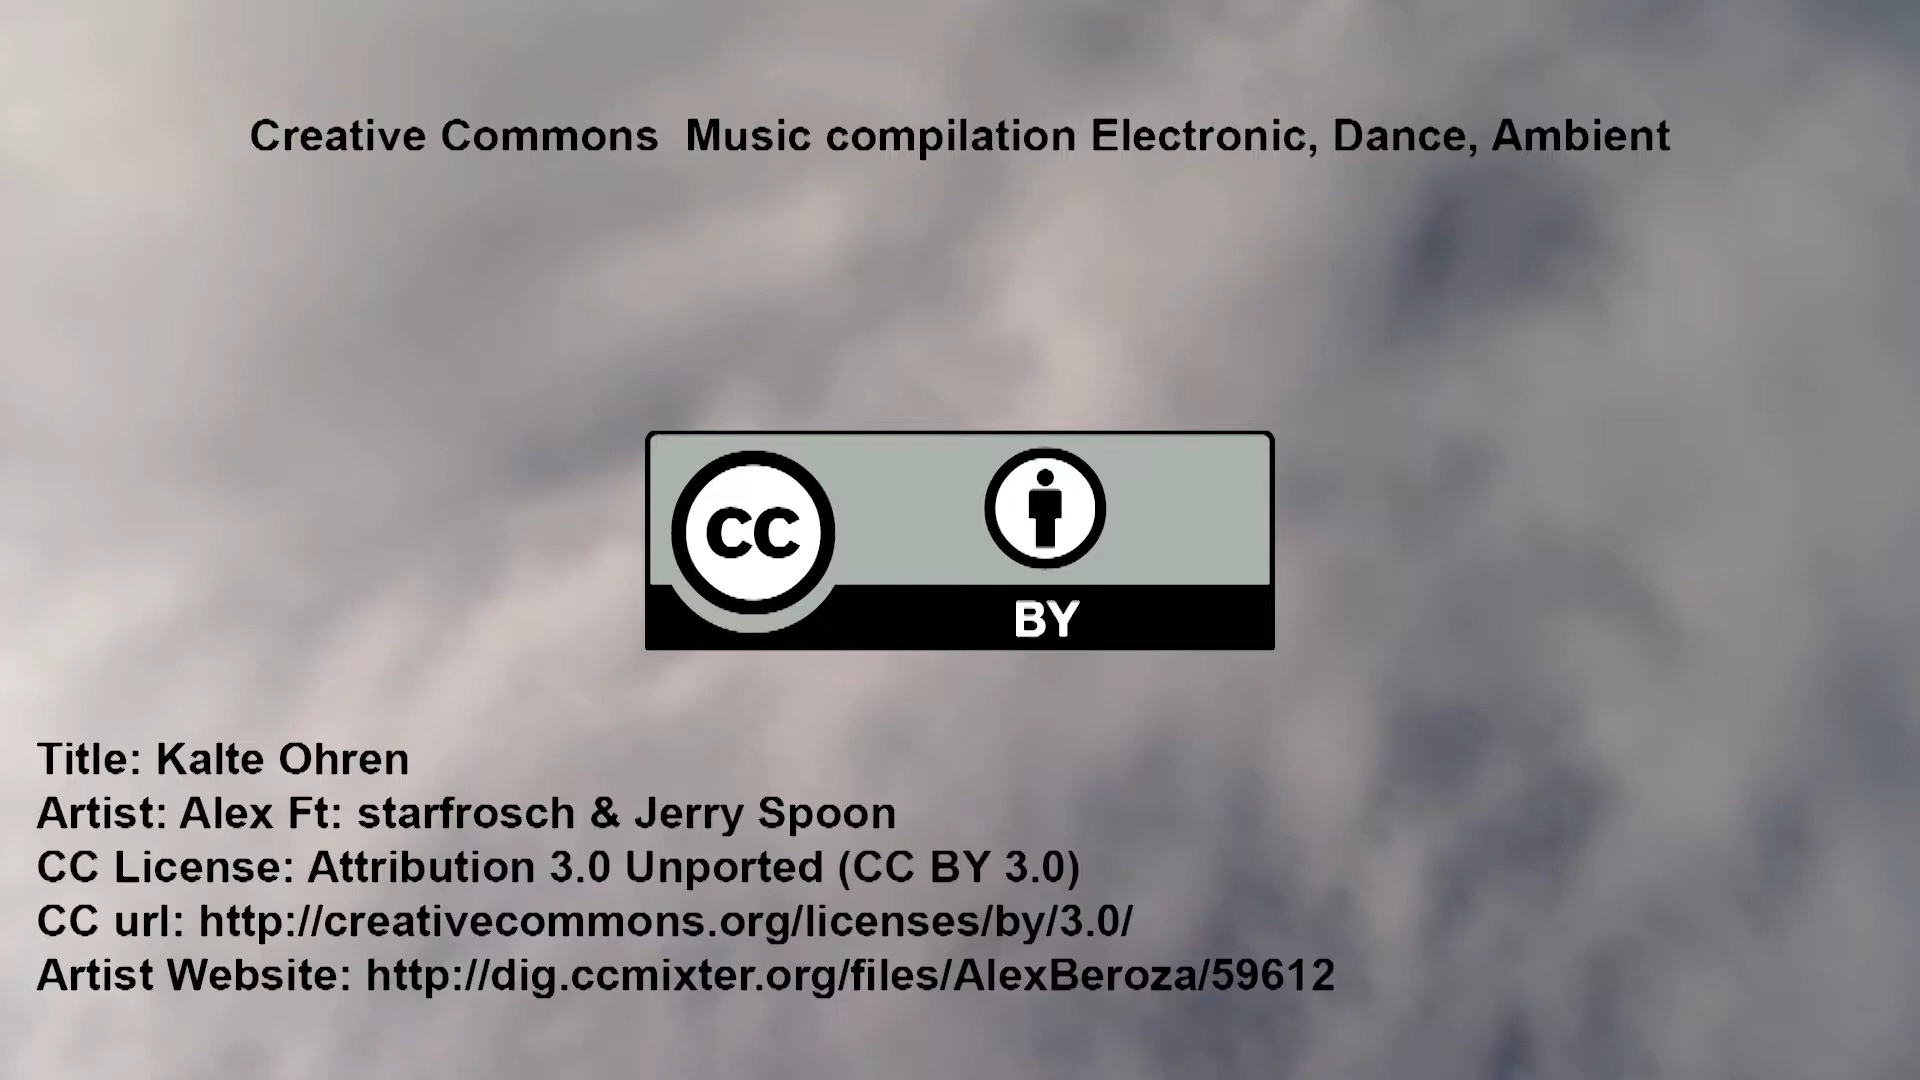 Creative Commons  Music compilation Electronic, Dance, Ambient
CC
BY
Title: Kalte Ohren
Artist: Alex Ft: starfrosch & Jerry Spoon
CC License: Attribution 3.0 Unported (CC BY 3.0)
CC url: http://creativecommons.org/licenses/by/3.0/
Artist Website: http://dig.ccmixter.org/files/AlexBeroza/59612